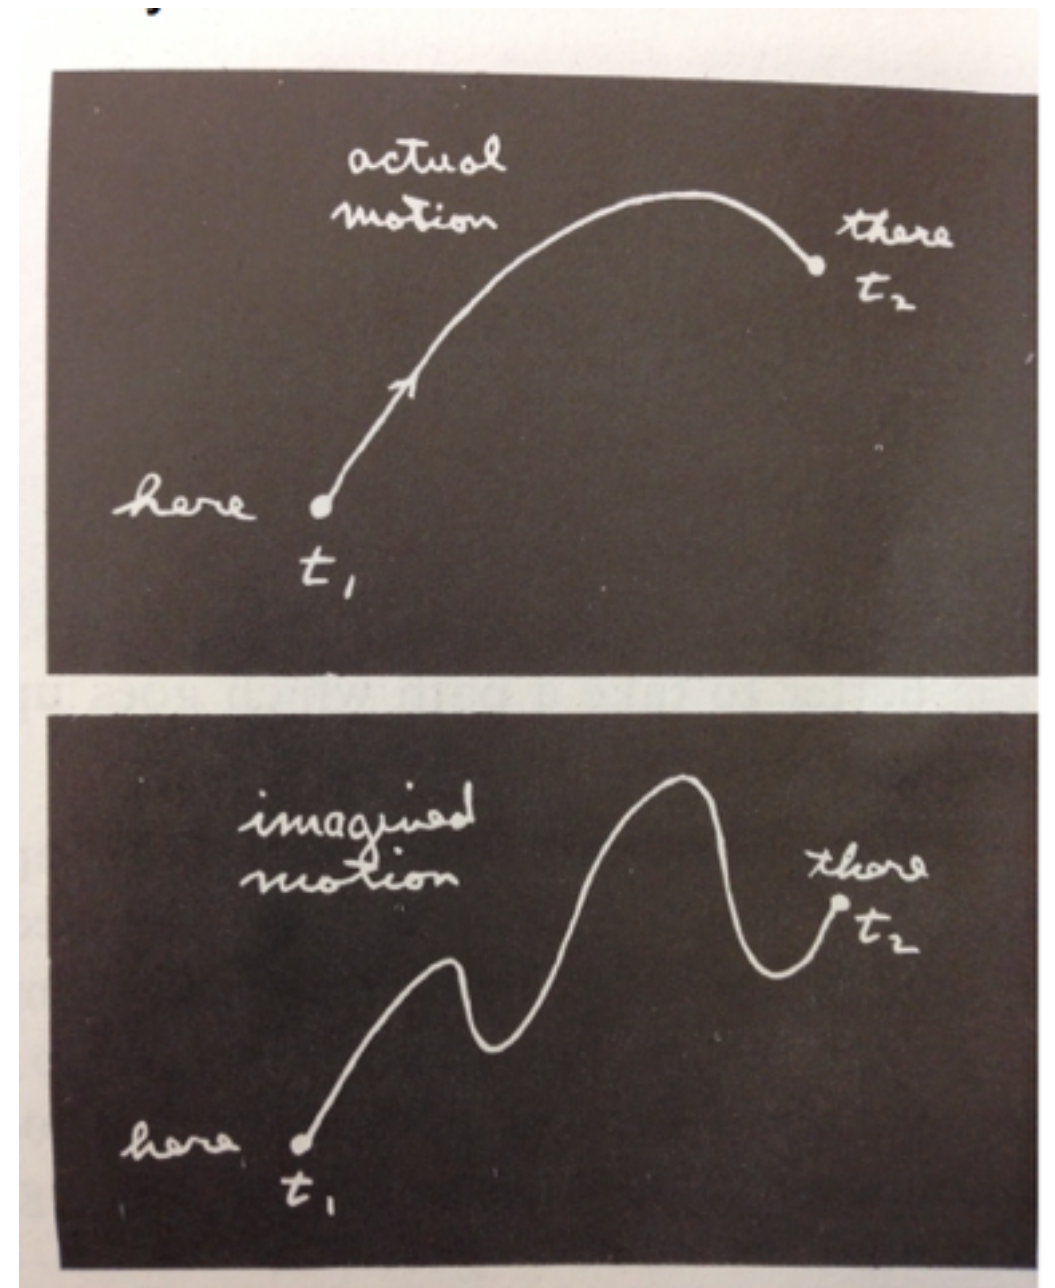 actual
motion
there
t₂
here
t₁
imagined
motion
there
t₂
here
t₁